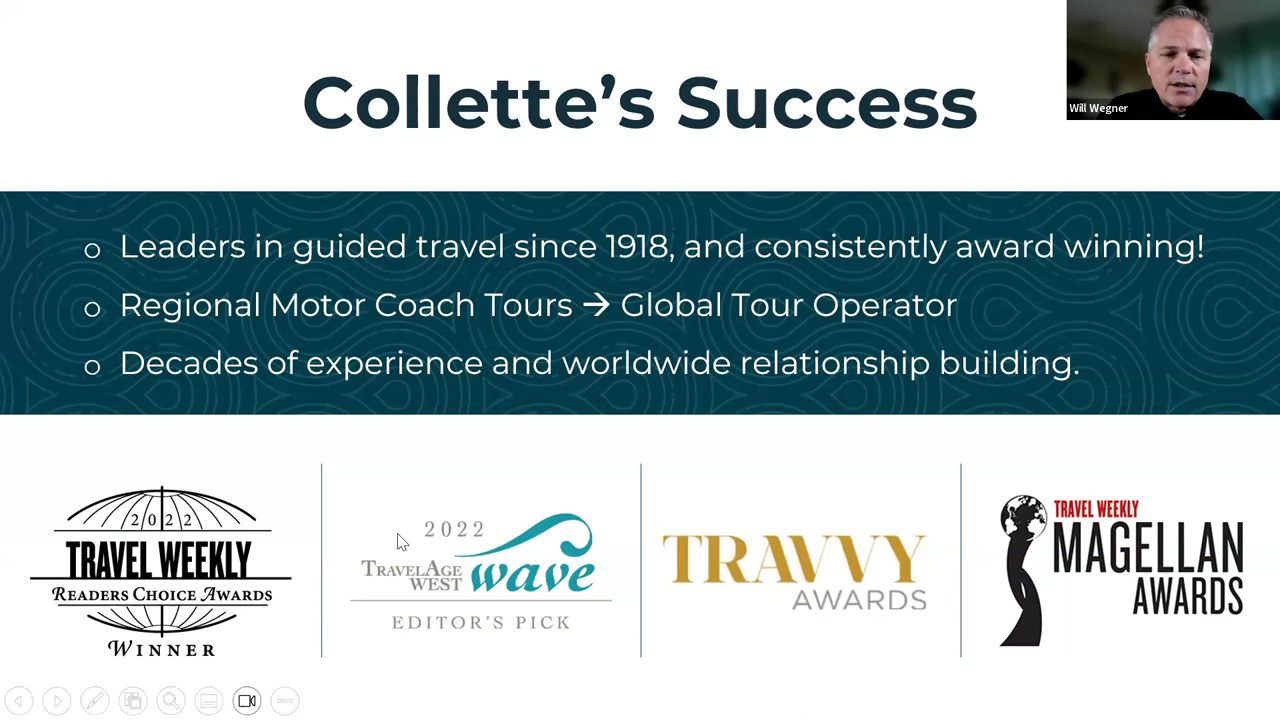 Collette’s Success
Will Wegner
o Leaders in guided travel since 1918, and consistently award winning!
o Regional Motor Coach Tours → Global Tour Operator
o Decades of experience and worldwide relationship building.
2022
TRAVEL WEEKLY
READERS CHOICE AWARDS
WINNER
2022
TRAVELAGE
WEST
wave
EDITOR'S PICK
TRAVVY
AWARDS
TRAVEL WEEKLY
MAGELLAN
AWARDS